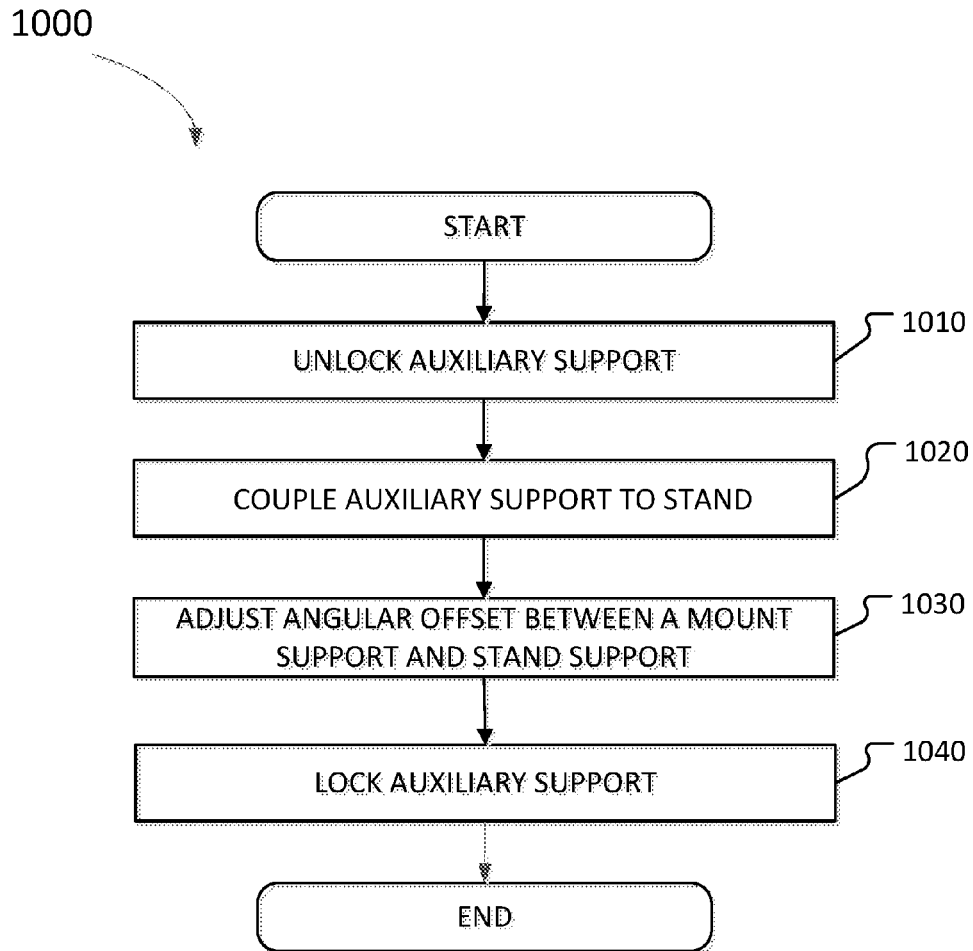 1000
START
1010
UNLOCK AUXILIARY SUPPORT
1020
COUPLE AUXILIARY SUPPORT TO STAND
1030
ADJUST ANGULAR OFFSET BETWEEN A MOUNT
SUPPORT AND STAND SUPPORT
1040
LOCK AUXILIARY SUPPORT
END